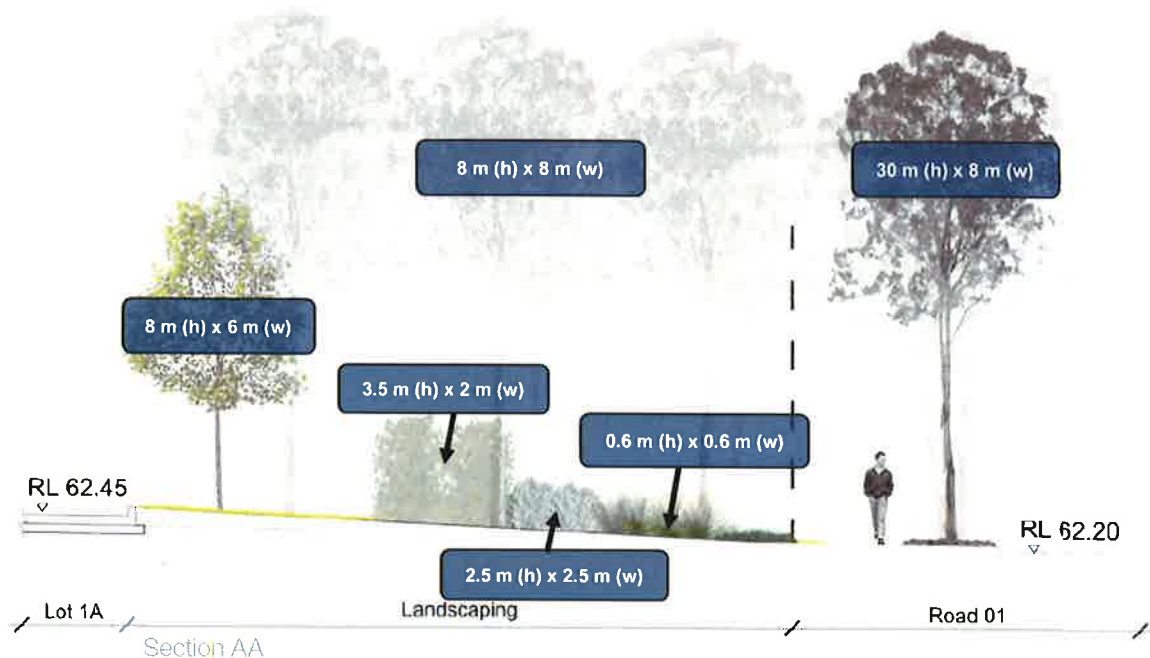 8 m (h) x 8 m (w)
30 m (h) x 8 m (w)
8 m (h) x 6 m (w)
3.5 m (h) x 2 m (w)
0.6 m (h) x 0.6 m (w)
RL 62.45
RL 62.20
2.5 m (h) x 2.5 m (w)
Lot 1A
Landscaping
Road 01
Section AA